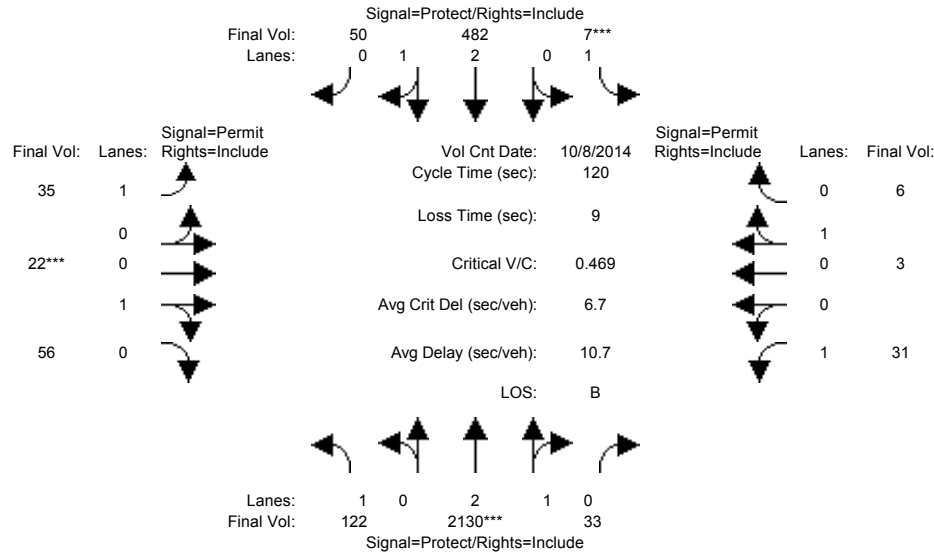 Signal=Protect/Rights=Include
Final Vol: 50 482 7***
Lanes: 0 1 2 0 1
Signal=Permit Signal=Permit
Final Vol: Lanes: Rights=Include Vol Cnt Date: 10/8/2014 Rights=Include Lanes: Final Vol:
Cycle Time (sec): 120
35 1 0 6
Loss Time (sec): 9
0 1
22*** 0 Critical V/C: 0.469 0 3
1 Avg Crit Del (sec/veh): 6.7 0
56 0 Avg Delay (sec/veh): 10.7 1 31
LOS: B
Lanes: 1 0 2 1 0
Final Vol: 122 2130*** 33
Signal=Protect/Rights=Include